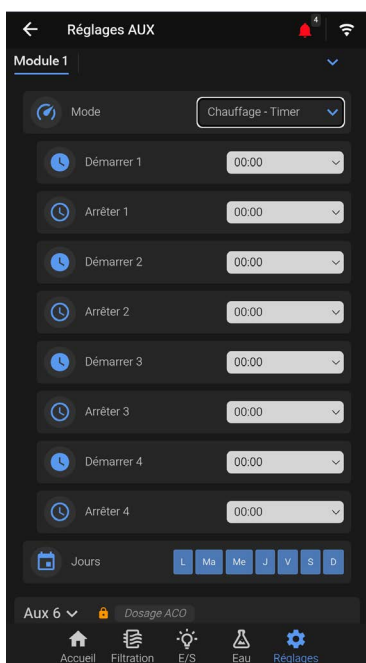 Réglages AUX
4
Module 1
Mode Chauffage - Timer
Démarrer 1 00:00
Arrêter 1 00:00
Démarrer 2 00:00
Arrêter 2 00:00
Démarrer 3 00:00
Arrêter 3 00:00
Démarrer 4 00:00
Arrêter 4 00:00
Jours L Ma Me J V S D
Aux 6 Dosage ACO
Accueil Filtration E/S Eau Réglages